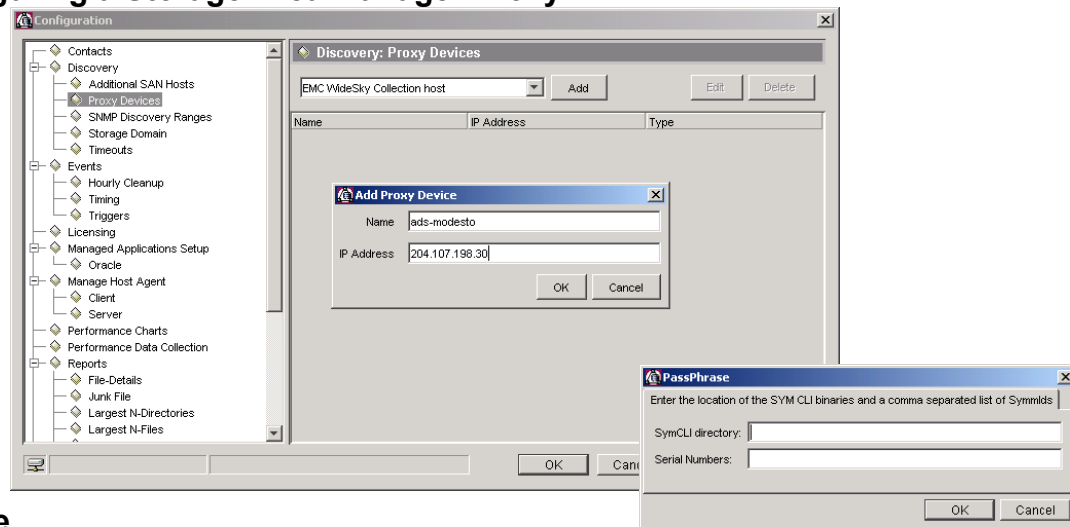 Configuration
Contacts
Discovery
Additional SAN Hosts
Proxy Devices
SNMP Discovery Ranges
Storage Domain
Timeouts
Events
Hourly Cleanup
Timing
Triggers
Licensing
Managed Applications Setup
Oracle
Manage Host Agent
Client
Server
Performance Charts
Performance Data Collection
Reports
File-Details
Junk File
Largest N-Directories
Largest N-Files
Discovery: Proxy Devices
EMC WideSky Collection host Add Edit Delete
Name IP Address Type
Add Proxy Device
Name ads-modesto
IP Address 204.107.198.30
OK Cancel
OK Can
PassPhrase
Enter the location of the SYM CLI binaries and a comma separated list of SymmIds
SymCLI directory:
Serial Numbers:
OK Cancel